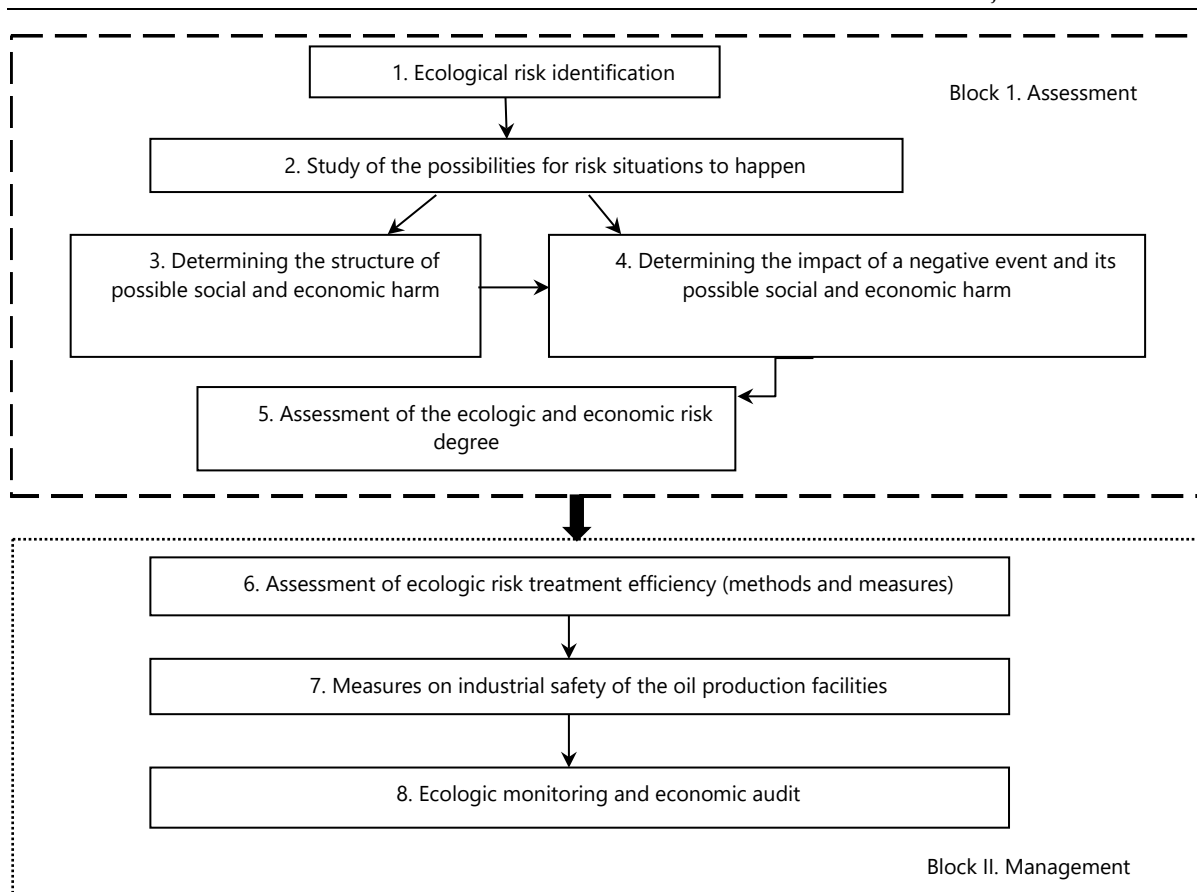 1. Ecological risk identification
Block 1. Assessment
2. Study of the possibilities for risk situations to happen
3. Determining the structure of
possible social and economic harm
4. Determining the impact of a negative event and its
possible social and economic harm
5. Assessment of the ecologic and economic risk
degree
6. Assessment of ecologic risk treatment efficiency (methods and measures)
7. Measures on industrial safety of the oil production facilities
8. Ecologic monitoring and economic audit
Block II. Management